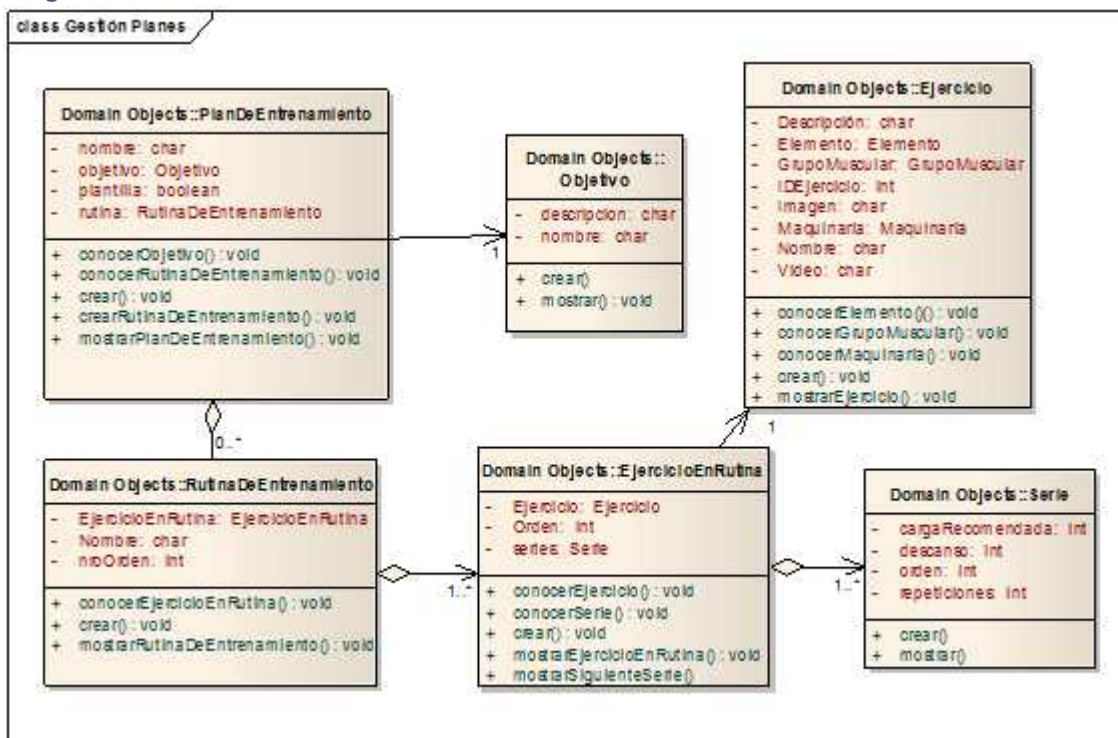 class Gestión Planes
Domain Objects::PlanDeEntrenamiento
- nombre: char
- objetivo: Objetivo
- plantilla: boolean
- rutina: RutinaDeEntrenamiento
+ conocerObjetivo() : void
+ conocerRutinaDeEntrenamiento() : void
+ crear() : void
+ crearRutinaDeEntrenamiento() : void
+ mostrarPlanDeEntrenamiento() : void
1
Domain Objects::
Objetivo
- descripcion: char
- nombre: char
+ crear()
+ mostrar() : void
Domain Objects::Ejercicio
- Descripción: char
- Elemento: Elemento
- GrupoMuscular: GrupoMuscular
- IDEjercicio: int
- Imagen: char
- Maquinaria: Maquinaria
- Nombre: char
- Video: char
+ conocerElemento()() : void
+ conocerGrupoMuscular() : void
+ conocerMaquinaria() : void
+ crear() : void
+ mostrarEjercicio() : void
1
0..*
Domain Objects::RutinaDeEntrenamiento
- EjercicioEnRutina: EjercicioEnRutina
- Nombre: char
- nroOrden: int
+ conocerEjercicioEnRutina() : void
+ crear() : void
+ mostrarRutinaDeEntrenamiento() : void
1..*
Domain Objects::EjercicioEnRutina
- Ejercicio: Ejercicio
- Orden: int
- series: Serie
+ conocerEjercicio() : void
+ conocerSerie() : void
+ crear() : void
+ mostrarEjercicioEnRutina() : void
+ mostrarSiguienteSerie()
1..*
Domain Objects::Serie
- cargaRecomendada: int
- descanso: int
- orden: int
- repeticiones: int
+ crear()
+ mostrar()